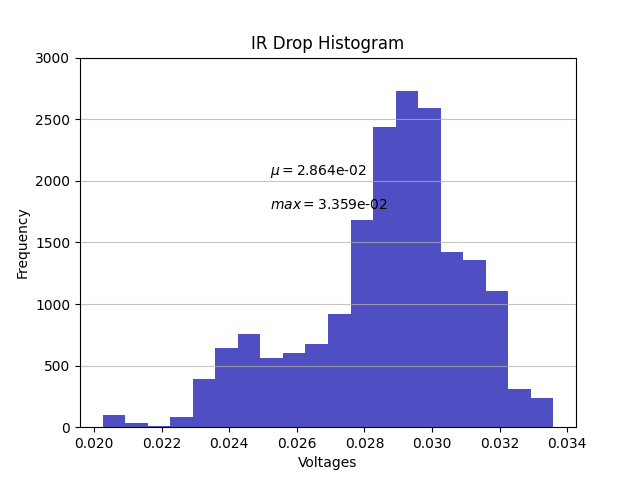 IR Drop Histogram
3000
2500
2000
1500
1000
500
0
Frequency
μ = 2.864e-02
max = 3.359e-02
0.020 0.022 0.024 0.026 0.028 0.030 0.032 0.034
Voltages